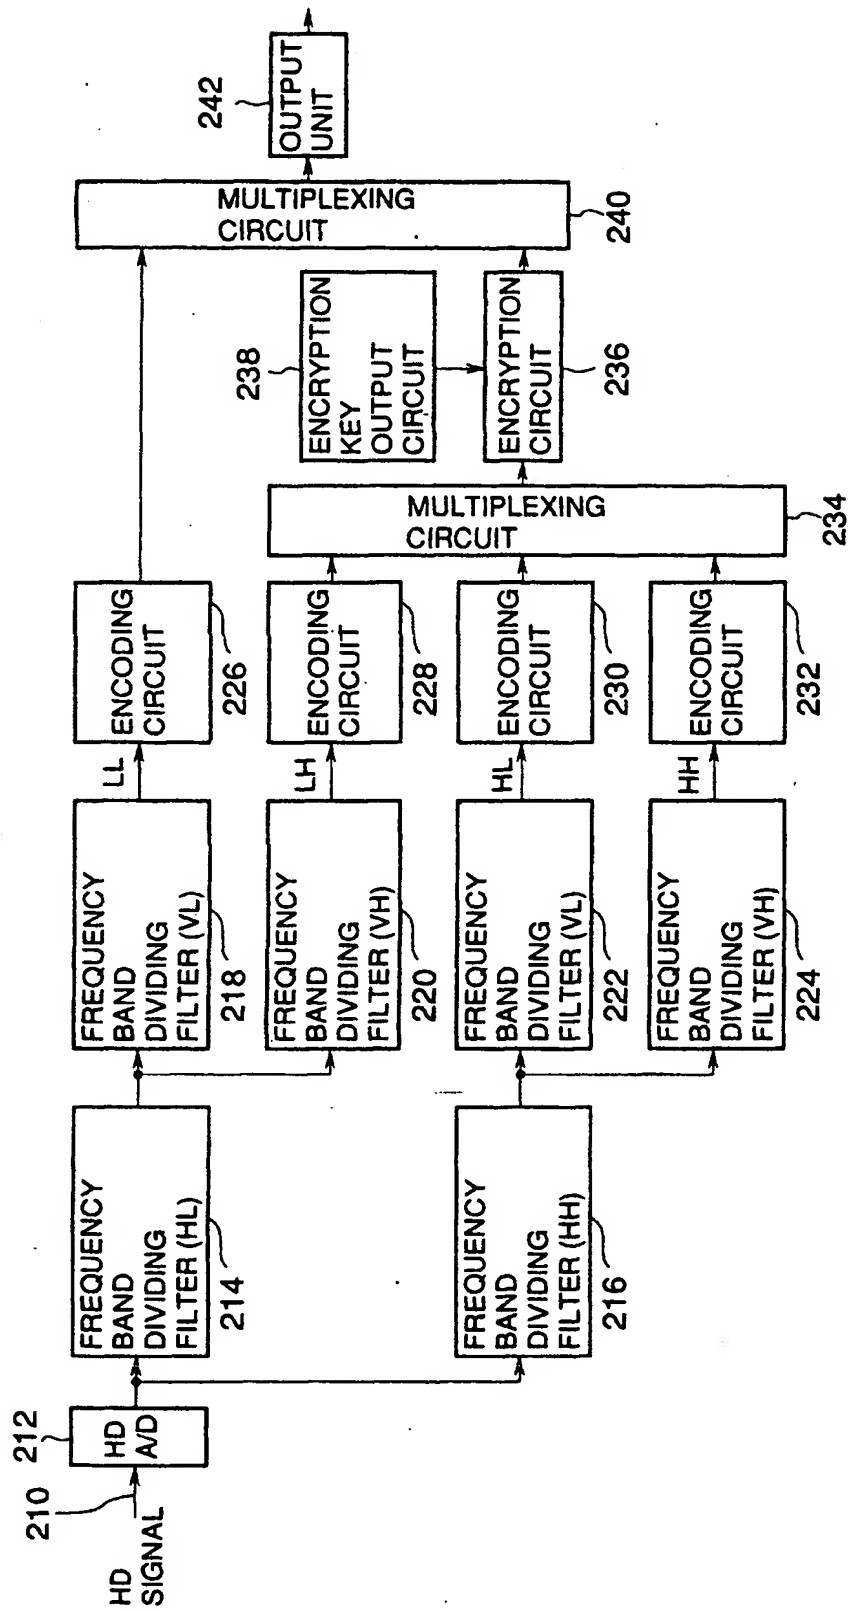 HD
SIGNAL
210
212
HD
A/D
FREQUENCY
BAND
DIVIDING
FILTER (HL)
214
FREQUENCY
BAND
DIVIDING
FILTER (HH)
216
FREQUENCY
BAND
DIVIDING
FILTER (VL)
218
FREQUENCY
BAND
DIVIDING
FILTER (VH)
220
FREQUENCY
BAND
DIVIDING
FILTER (VL)
222
FREQUENCY
BAND
DIVIDING
FILTER (VH)
224
LL
LH
HL
HH
ENCODING
CIRCUIT
226
ENCODING
CIRCUIT
228
ENCODING
CIRCUIT
230
ENCODING
CIRCUIT
232
MULTIPLEXING
CIRCUIT
234
238
ENCRYPTION
KEY
OUTPUT
CIRCUIT
ENCRYPTION
CIRCUIT
236
MULTIPLEXING
CIRCUIT
240
242
OUTPUT
UNIT